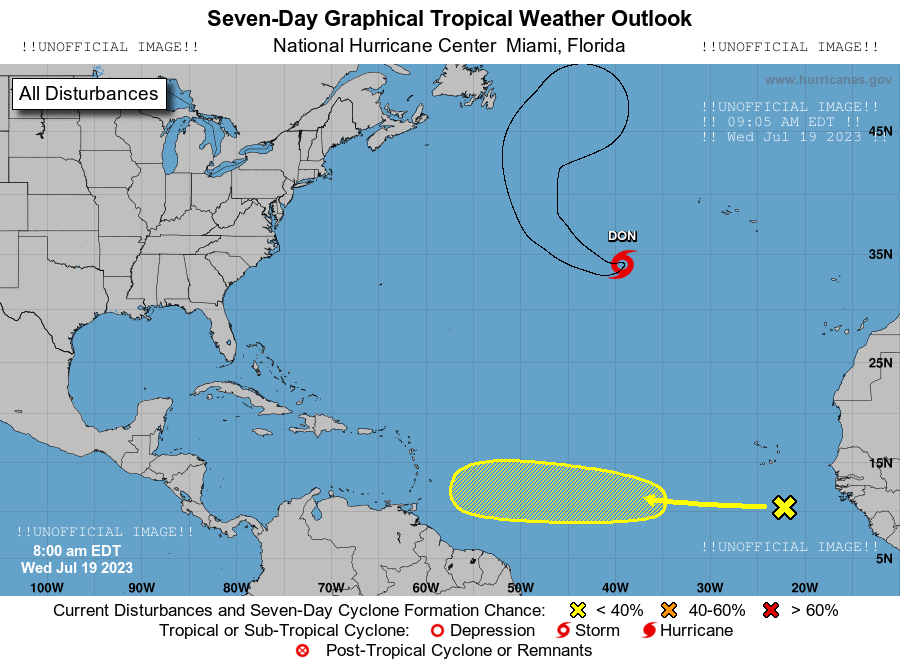 Seven-Day Graphical Tropical Weather Outlook
!!UNOFFICIAL IMAGE!! National Hurricane Center Miami, Florida !!UNOFFICIAL IMAGE!!
www.hurricanes.gov
All Disturbances
!!UNOFFICIAL IMAGE!!
!! 09:05 AM EDT !!
!! Wed Jul 19 2023 !!
45N
DON
35N
25N
15N
!!UNOFFICIAL IMAGE!!
8:00 am EDT
Wed Jul 19 2023
!!UNOFFICIAL IMAGE!!
5N
100W 90W 80W 70W 60W 50W 40W 30W 20W
Current Disturbances and Seven-Day Cyclone Formation Chance: < 40% 40-60% > 60%
Tropical or Sub-Tropical Cyclone: Depression Storm Hurricane
Post-Tropical Cyclone or Remnants